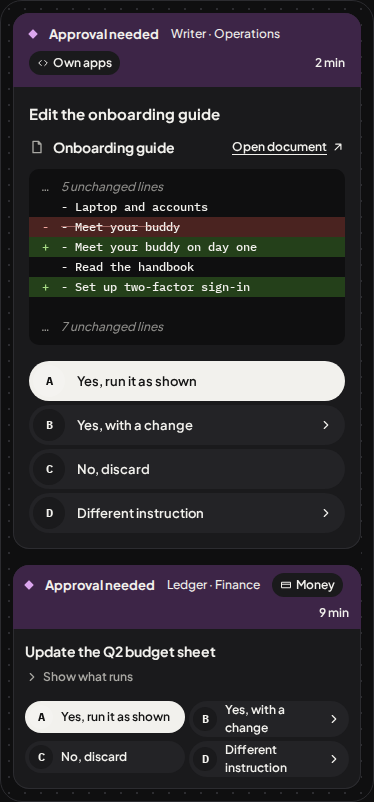 Approval needed Writer · Operations
Own apps 2 min
Edit the onboarding guide
Onboarding guide Open document
... 5 unchanged lines
- Laptop and accounts
- - Meet your buddy
+ - Meet your buddy on day one
- Read the handbook
+ - Set up two-factor sign-in
... 7 unchanged lines
A Yes, run it as shown
B Yes, with a change
C No, discard
D Different instruction
Approval needed Ledger · Finance Money
9 min
Update the Q2 budget sheet
Show what runs
A Yes, run it as shown
B Yes, with a
change
C No, discard
D Different
instruction